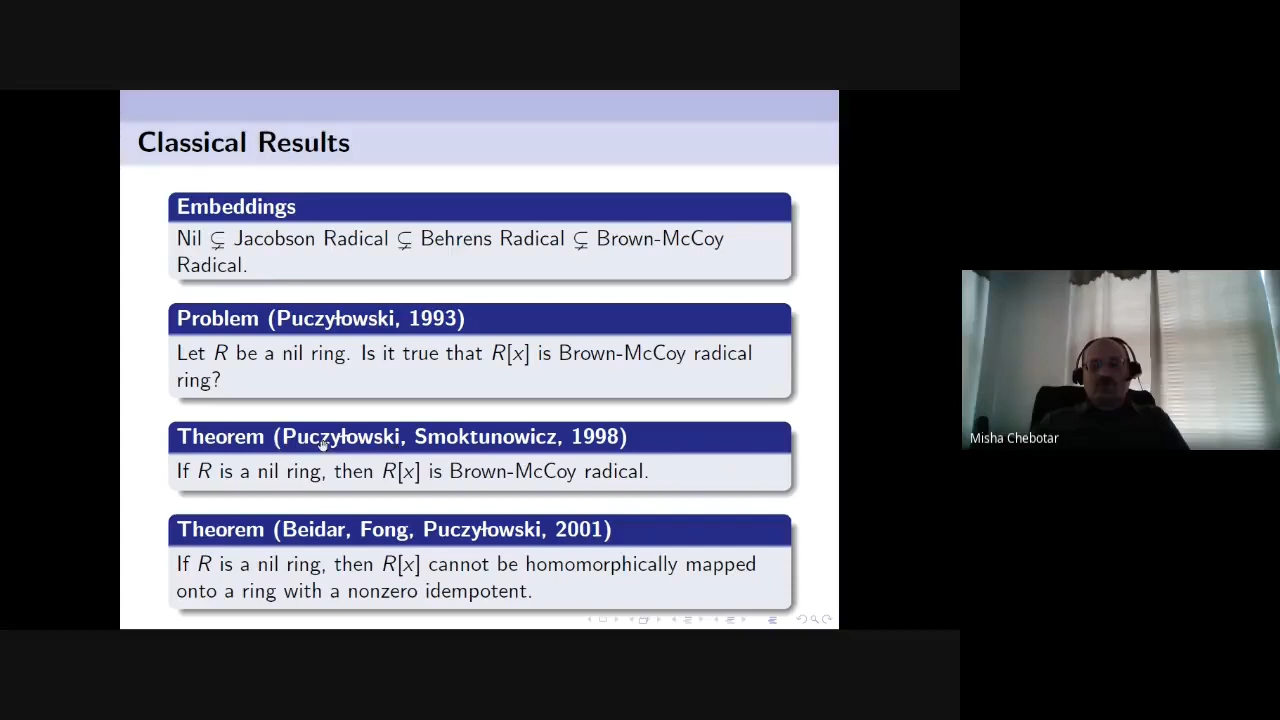 Classical Results
Embeddings
Nil ⊊ Jacobson Radical ⊊ Behrens Radical ⊊ Brown-McCoy
Radical.
Problem (Puczyłowski, 1993)
Let R be a nil ring. Is it true that R[x] is Brown-McCoy radical
ring?
Theorem (Puczyłowski, Smoktunowicz, 1998)
If R is a nil ring, then R[x] is Brown-McCoy radical.
Theorem (Beidar, Fong, Puczyłowski, 2001)
If R is a nil ring, then R[x] cannot be homomorphically mapped
onto a ring with a nonzero idempotent.
Misha Chebotar